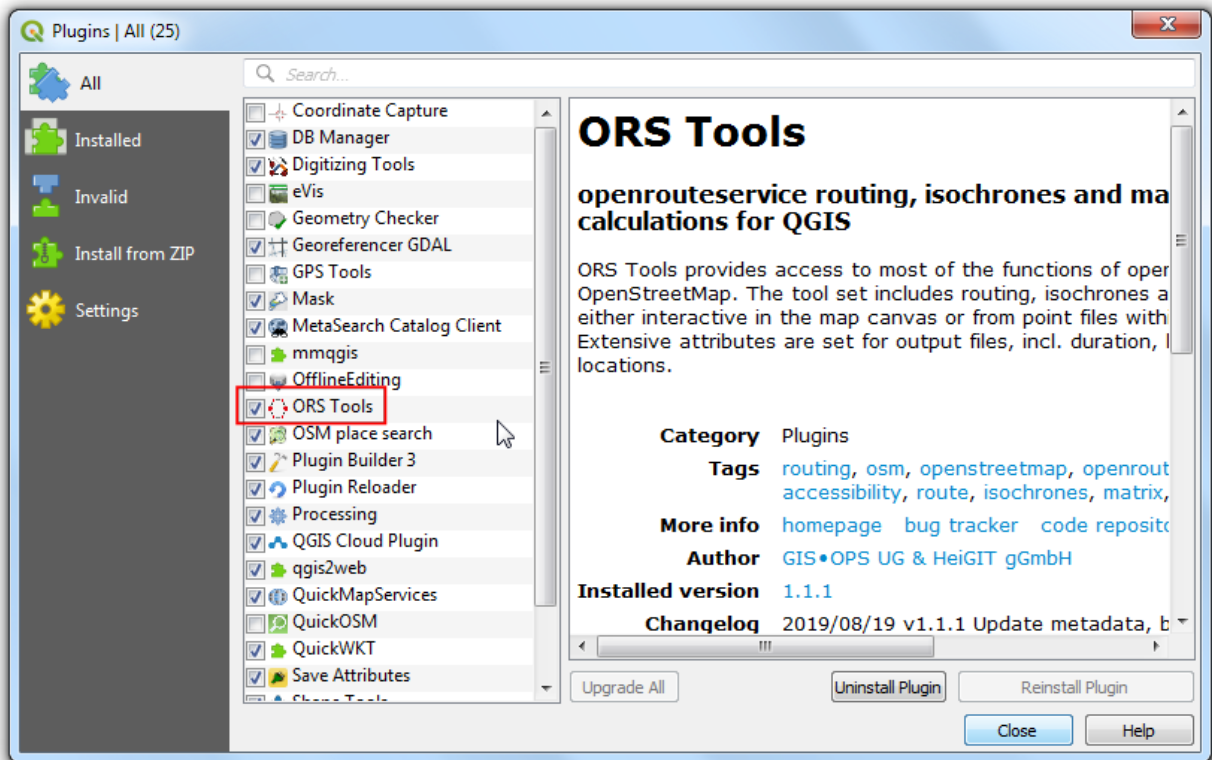 Plugins | All (25)
All
Installed
Invalid
Install from ZIP
Settings
Search...
Coordinate Capture
DB Manager
Digitizing Tools
eVis
Geometry Checker
Georeferencer GDAL
GPS Tools
Mask
MetaSearch Catalog Client
mmqgis
OfflineEditing
ORS Tools
OSM place search
Plugin Builder 3
Plugin Reloader
Processing
QGIS Cloud Plugin
qgis2web
QuickMapServices
QuickOSM
QuickWKT
Save Attributes
Shape Tools
ORS Tools
openrouteservice routing, isochrones and ma
calculations for QGIS
ORS Tools provides access to most of the functions of oper
OpenStreetMap. The tool set includes routing, isochrones a
either interactive in the map canvas or from point files with
Extensive attributes are set for output files, incl. duration,
locations.
Category Plugins
Tags routing, osm, openstreetmap, openrout
accessibility, route, isochrones, matrix,
More info homepage bug tracker code reposito
Author GIS•OPS UG & HeiGIT gGmbH
Installed version 1.1.1
Changelog 2019/08/19 v1.1.1 Update metadata, b
Upgrade All
Uninstall Plugin
Reinstall Plugin
Close
Help